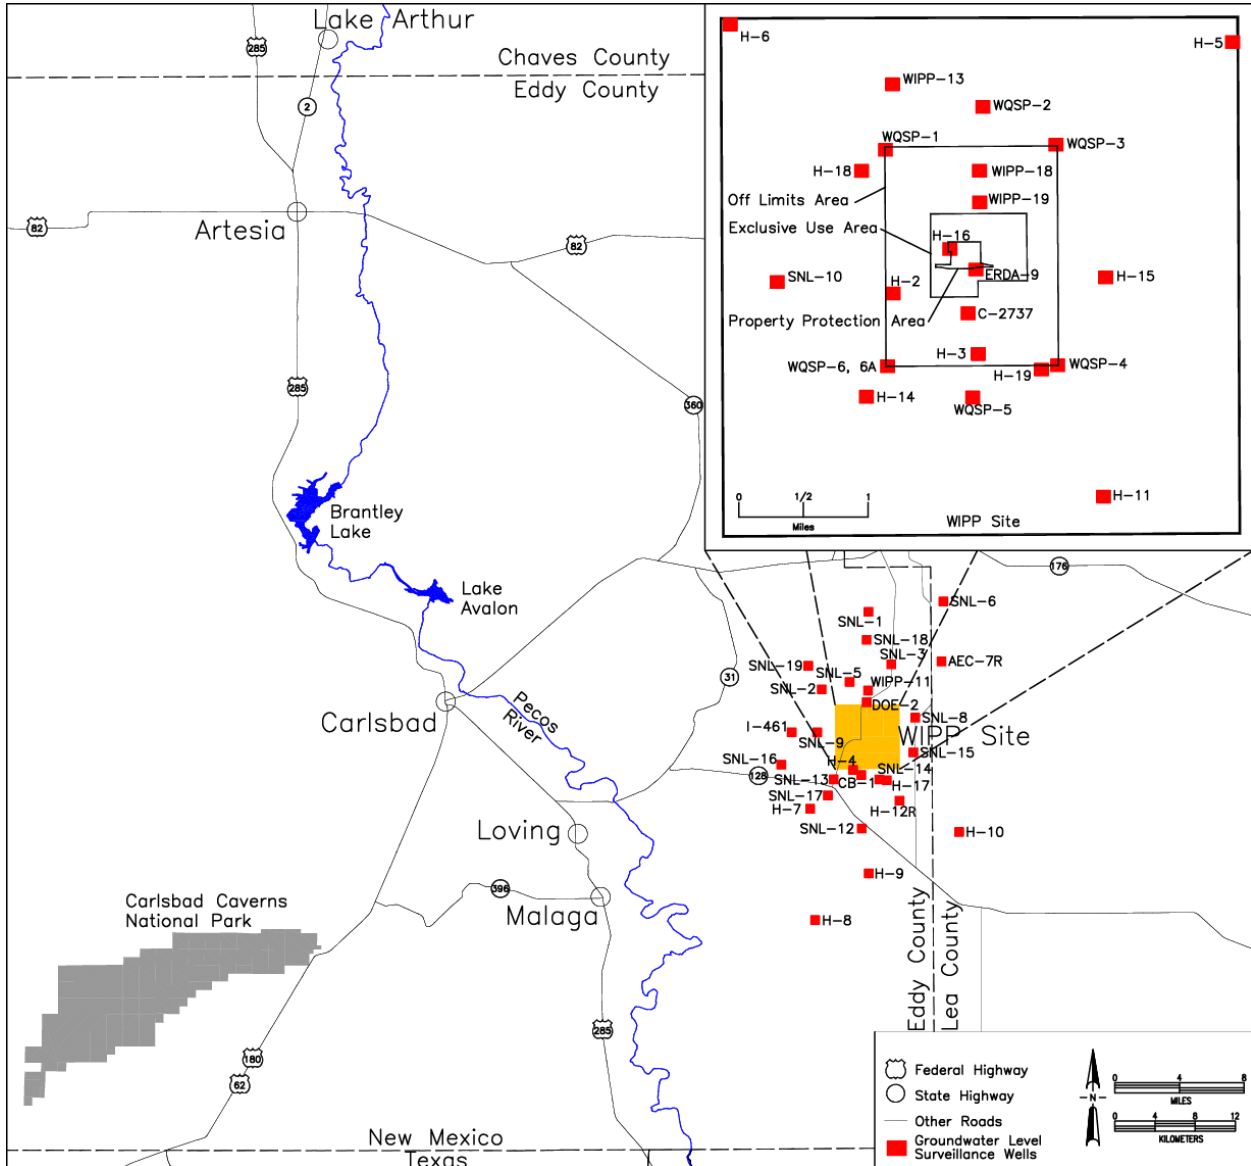 Lake Arthur
285
Chaves County
Eddy County
2
Artesia
82
82
285
360
Brantley
Lake
Lake
Avalon
Carlsbad
Pecos
River
31
128
Loving
396
Malaga
Carlsbad Caverns
National Park
285
180
62
New Mexico
Texas
H-6
H-5
WIPP-13
WQSP-2
WQSP-1
WQSP-3
H-18
WIPP-18
Off Limits Area
WIPP-19
Exclusive Use Area
H-16
SNL-10
ERDA-9
H-15
H-2
C-2737
Property Protection Area
H-3
WQSP-6, 6A
H-19
WQSP-4
H-14
WQSP-5
H-11
0
1/2
1
Miles
WIPP Site
176
SNL-6
SNL-1
SNL-18
SNL-3
AEC-7R
SNL-19
SNL-5
SNL-2
WIPP-11
DOE-2
SNL-8
I-461
SNL-9
WIPP Site
SNL-15
SNL-16
H-4
SNL-14
SNL-13
CB-1
H-17
SNL-17
H-7
H-12R
SNL-12
H-10
H-9
H-8
Eddy County
Lea County
Federal Highway
State Highway
Other Roads
Groundwater Level
Surveillance Wells
N
0
4
8
MILES
0
4
8
12
KILOMETERS